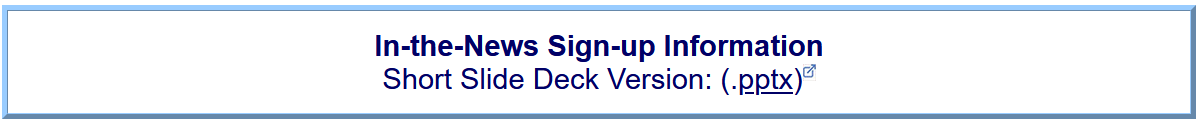 In-the-News Sign-up Information
Short Slide Deck Version: (.pptx)